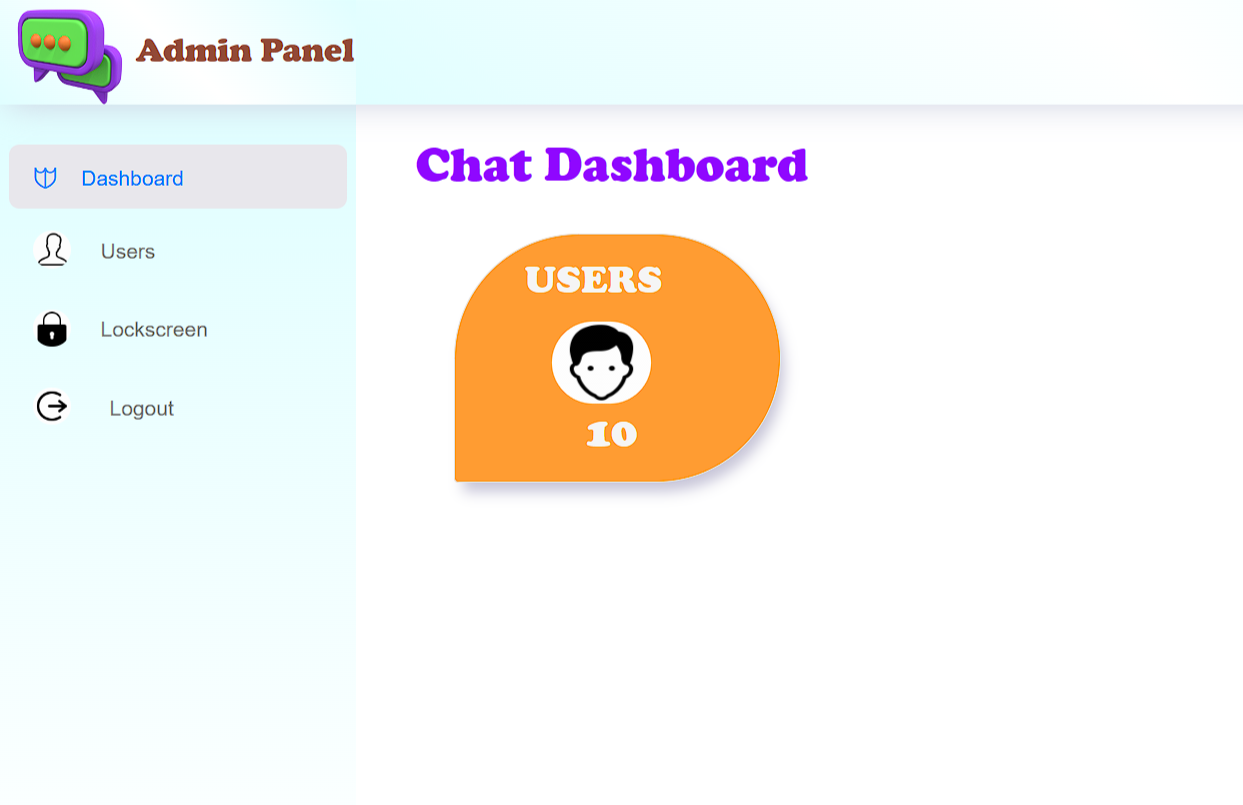 Admin Panel
Dashboard
Users
Lockscreen
Logout
Chat Dashboard
USERS
10